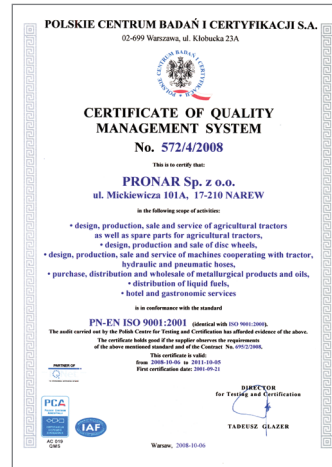 POLSKIE CENTRUM BADAŃ I CERTYFIKACJI S.A.
02-699 Warszawa, ul. Kłobucka 23A
POLSKIE CENTRUM BADAŃ I CERTYFIKACJI
CERTIFICATE OF QUALITY
MANAGEMENT SYSTEM
No. 572/4/2008
This is to certify that:
PRONAR Sp. z o.o.
ul. Mickiewicza 101A, 17-210 NAREW
in the following scope of activities:
• design, production, sale and service of agricultural tractors
as well as spare parts for agricultural tractors,
• design, production and sale of disc wheels,
• design, production, sale and service of machines cooperating with tractor,
hydraulic and pneumatic hoses,
• purchase, distribution and wholesale of metallurgical products and oils,
• distribution of liquid fuels,
• hotel and gastronomic services
is in conformance with the standard
PN-EN ISO 9001:2001 (identical with ISO 9001:2000).
The audit carried out by the Polish Centre for Testing and Certification has afforded evidence of the above.
The certificate holds good if the supplier observes the requirements
of the above mentioned standard and of the Contract No. 695/2/2008.
This certificate is valid:
from 2008-10-06 to 2011-10-05
First certification date: 2001-09-21
PARTNER OF
DIRECTOR
for Testing and Certification
PCA
IAF
TADEUSZ GLAZER
AC 019
QMS
Warsaw, 2008-10-06